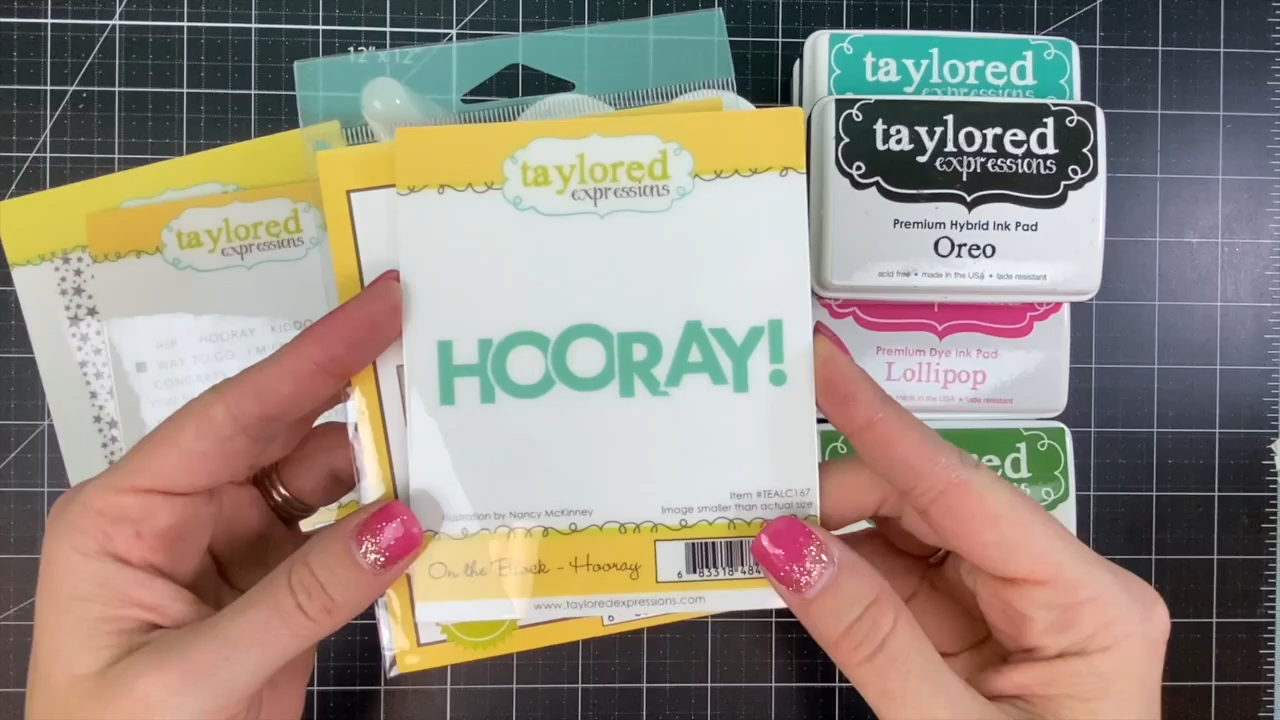 12" x 12"
taylored
expressions
HOORAY!
Item #TEALC167
Image smaller than actual size
Illustration by Nancy McKinney
On the Block - Hooray
6 83318 484
www.tayloredexpressions.com
taylored
expressions
HOORAY KIDDO
WAY TO GO
taylored
expressions
taylored
expressions
Premium Hybrid Ink Pad
Oreo
acid free • made in the USA • fade resistant
Premium Dye Ink Pad
Lollipop
made in the USA • fade resistant